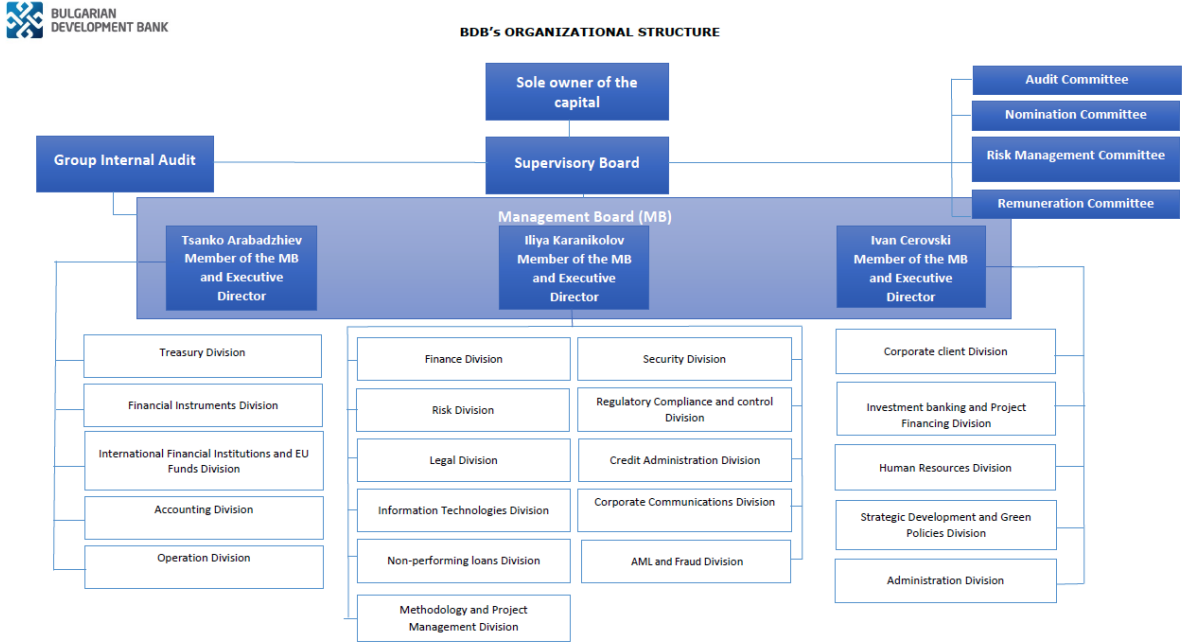 BULGARIAN
DEVELOPMENT BANK
BDB's ORGANIZATIONAL STRUCTURE
Sole owner of the
capital
Audit Committee
Nomination Committee
Risk Management Committee
Remuneration Committee
Group Internal Audit
Supervisory Board
Management Board (MB)
Tsanko Arabadzhiev
Member of the MB
and Executive
Director
Iliya Karanikolov
Member of the MB
and Executive
Director
Ivan Cerovski
Member of the MB
and Executive
Director
Treasury Division
Financial Instruments Division
International Financial Institutions and EU
Funds Division
Accounting Division
Operation Division
Finance Division
Risk Division
Legal Division
Information Technologies Division
Non-performing loans Division
Methodology and Project
Management Division
Security Division
Regulatory Compliance and control
Division
Credit Administration Division
Corporate Communications Division
AML and Fraud Division
Corporate client Division
Investment banking and Project
Financing Division
Human Resources Division
Strategic Development and Green
Policies Division
Administration Division